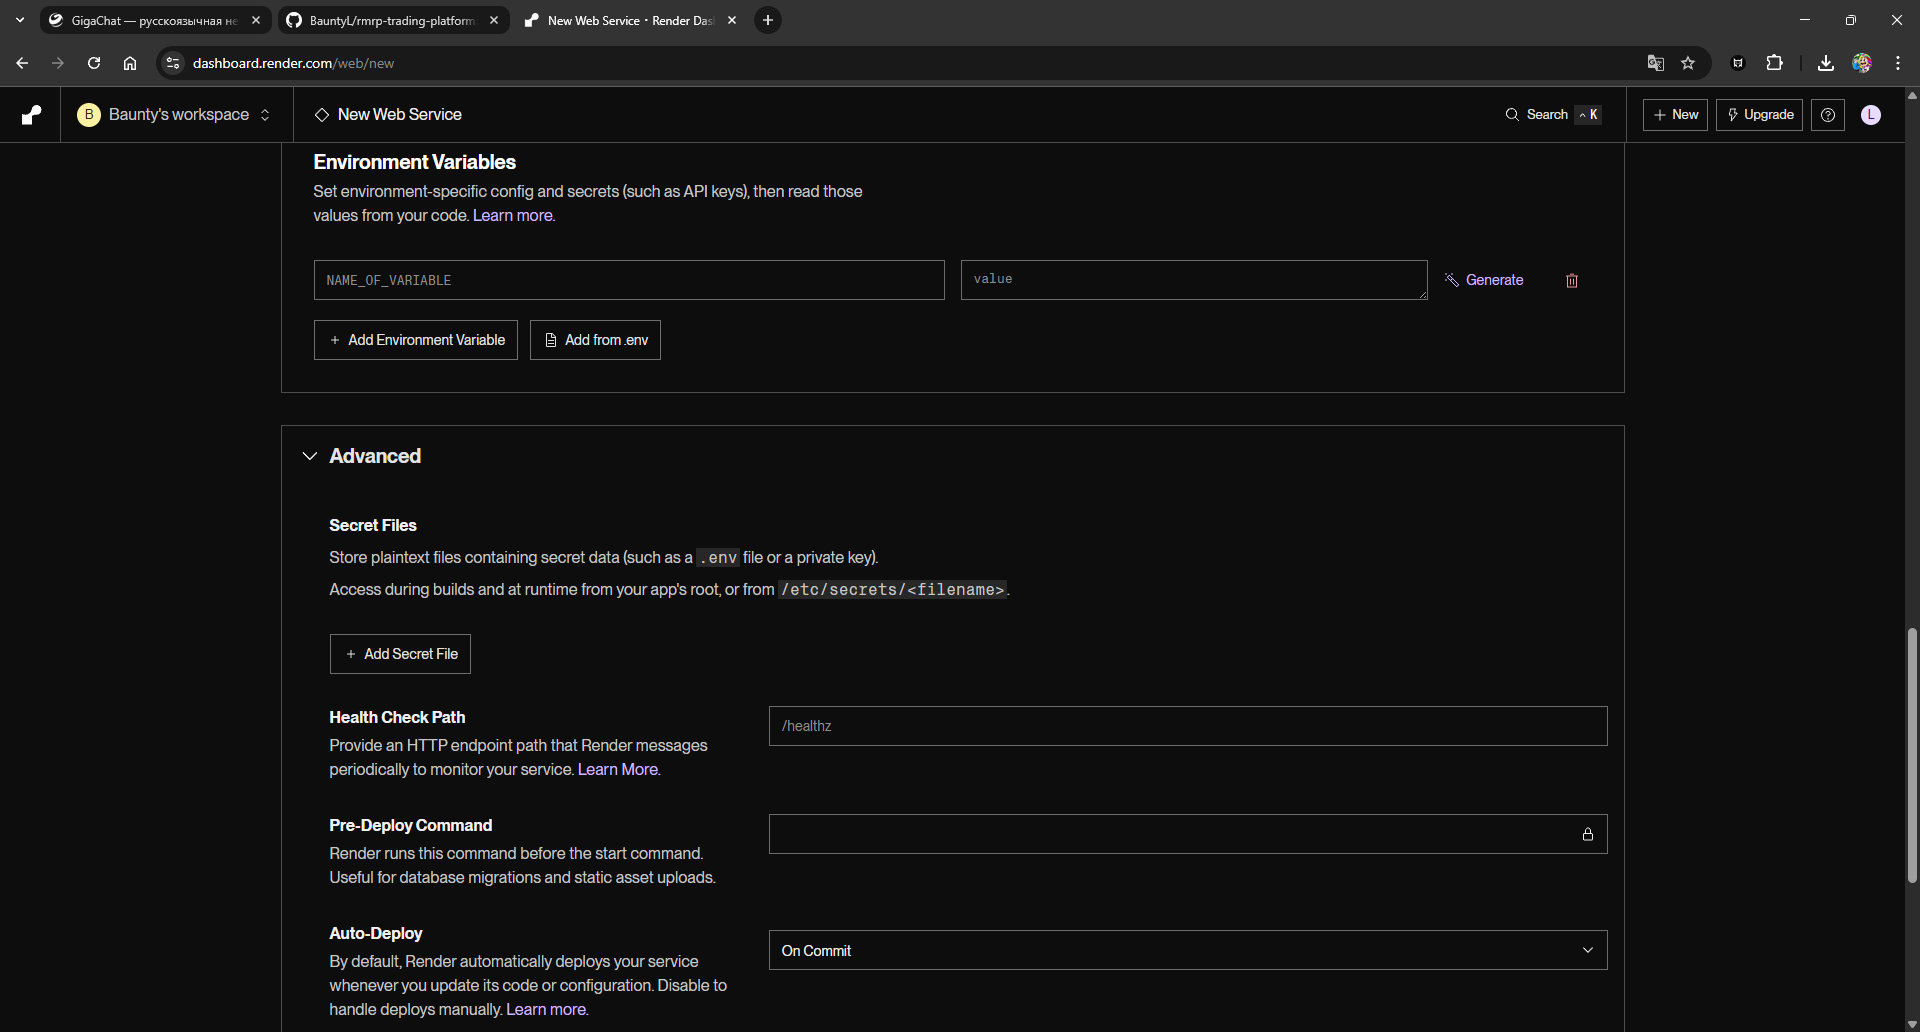 GigaChat — русскоязычная не
BauntyL/rmrp-trading-platform
New Web Service · Render Das
dashboard.render.com/web/new
B Baunty's workspace
New Web Service
Search K
+ New
Upgrade
L
Environment Variables
Set environment-specific config and secrets (such as API keys), then read those
values from your code. Learn more.
NAME_OF_VARIABLE
value
Generate
+ Add Environment Variable
Add from .env
Advanced
Secret Files
Store plaintext files containing secret data (such as a .env file or a private key).
Access during builds and at runtime from your app's root, or from /etc/secrets/<filename>.
+ Add Secret File
Health Check Path
Provide an HTTP endpoint path that Render messages
periodically to monitor your service. Learn More.
/healthz
Pre-Deploy Command
Render runs this command before the start command.
Useful for database migrations and static asset uploads.
Auto-Deploy
By default, Render automatically deploys your service
whenever you update its code or configuration. Disable to
handle deploys manually. Learn more.
On Commit